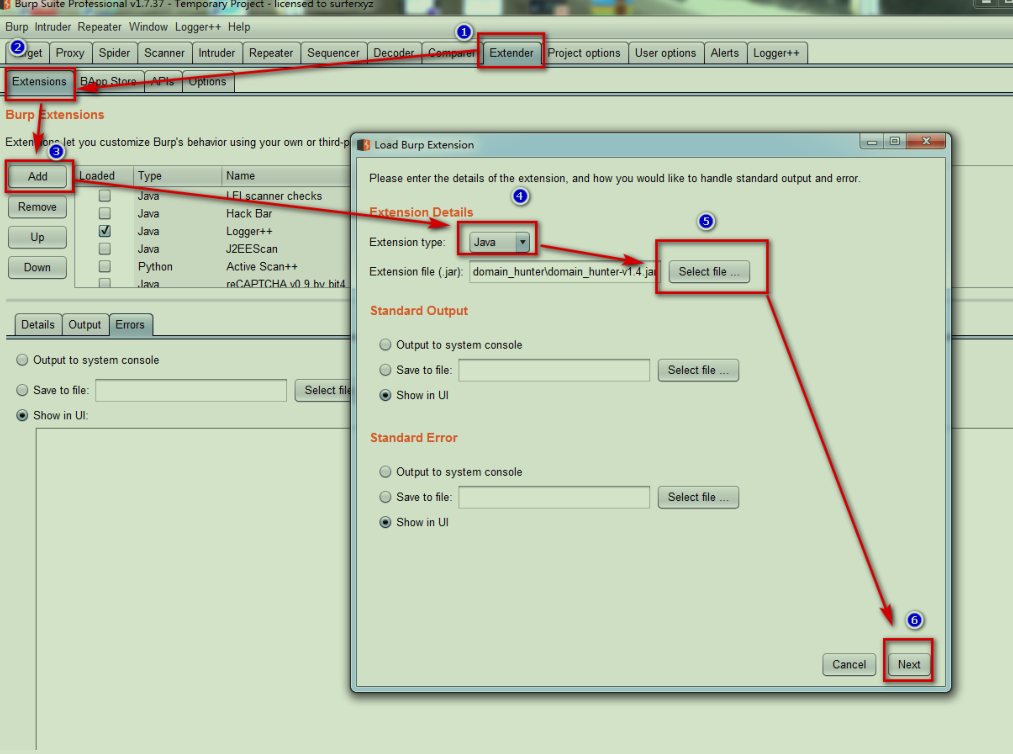 Burp Suite Professional v1.7.37 - Temporary Project - licensed to surferxyz
Burp Intruder Repeater Window Logger++ Help
1
2
Target Proxy Spider Scanner Intruder Repeater Sequencer Decoder Comparer Extender Project options User options Alerts Logger++
Extensions BApp Store APIs Options
Burp Extensions
Extensions let you customize Burp's behavior using your own or third-p
3
Add
Remove
Up
Down
Loaded Type Name
Java LFI scanner checks
Java Hack Bar
Java Logger++
Java J2EEScan
Python Active Scan++
Java reCAPTCHA v0.9 by bit4.
Details Output Errors
Output to system console
Save to file: Select file
Show in UI:
Load Burp Extension
Please enter the details of the extension, and how you would like to handle standard output and error.
4
Extension Details
5
Extension type: Java
Extension file (.jar): domain_hunter\domain_hunter-v1.4.jar Select file ...
Standard Output
Output to system console
Save to file: Select file ...
Show in UI
Standard Error
Output to system console
Save to file: Select file ...
Show in UI
6
Cancel Next